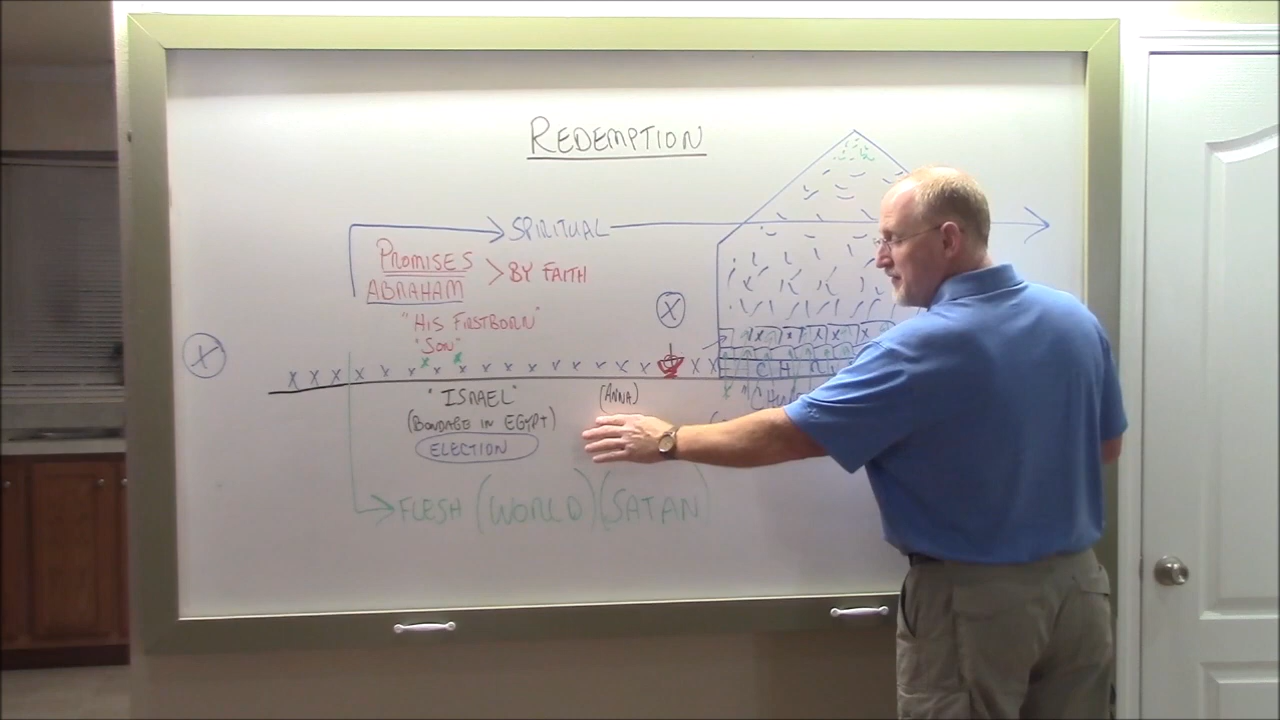 REDEMPTION
SPIRITUAL
PROMISES
ABRAHAM
> BY FAITH
"HIS FIRSTBORN"
"SON"
X
X
X X X X X X X X
"ISRAEL"
(BONDAGE IN EGYPT)
ELECTION
(ANNA)
C H
FLESH (WORLD) (SATAN)